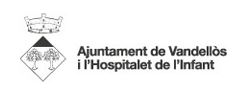 Ajuntament de Vandellòs
i l'Hospitalet de l'Infant